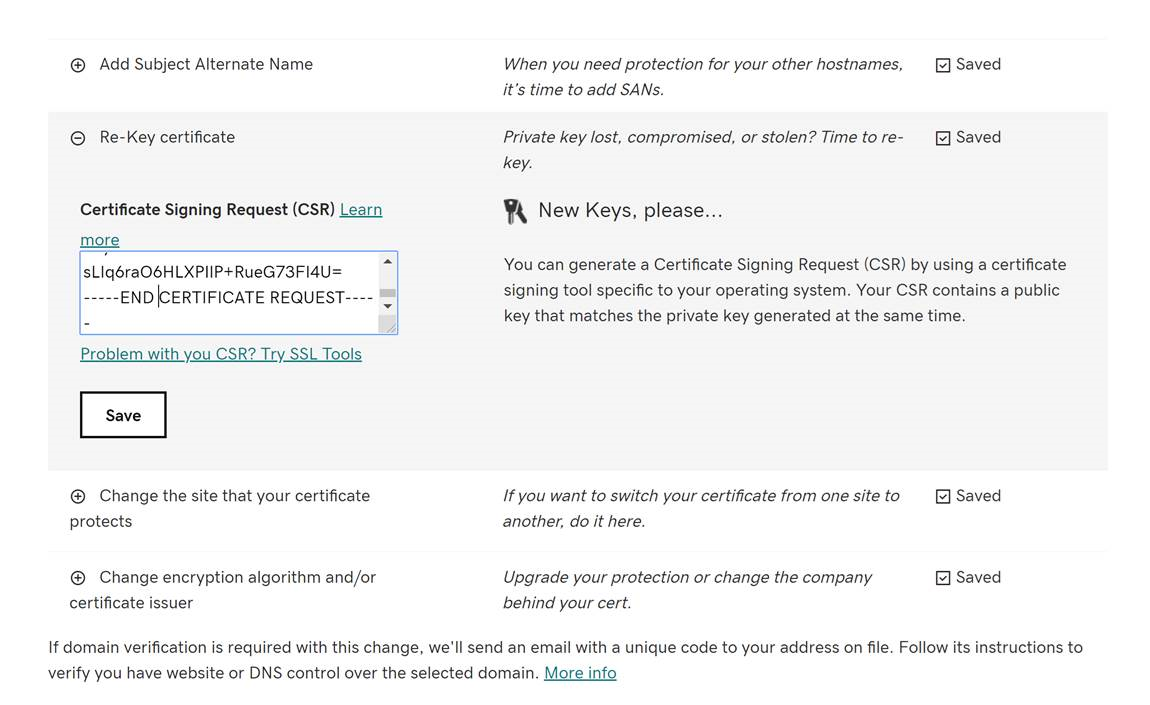 Add Subject Alternate Name
When you need protection for your other hostnames,
it's time to add SANs.
Saved
Re-Key certificate
Private key lost, compromised, or stolen? Time to re-
key.
Saved
Certificate Signing Request (CSR) Learn
more
sLIq6raO6HLXPIIP+RueG73FI4U=
-----END CERTIFICATE REQUEST----
-
Problem with you CSR? Try SSL Tools
Save
New Keys, please...
You can generate a Certificate Signing Request (CSR) by using a certificate
signing tool specific to your operating system. Your CSR contains a public
key that matches the private key generated at the same time.
Change the site that your certificate
protects
If you want to switch your certificate from one site to
another, do it here.
Saved
Change encryption algorithm and/or
certificate issuer
Upgrade your protection or change the company
behind your cert.
Saved
If domain verification is required with this change, we'll send an email with a unique code to your address on file. Follow its instructions to
verify you have website or DNS control over the selected domain. More info